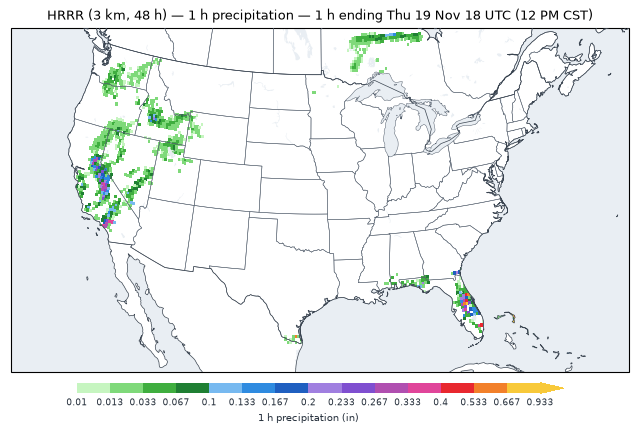 HRRR (3 km, 48 h) — 1 h precipitation — 1 h ending Thu 19 Nov 18 UTC (12 PM CST)
0.01 0.013 0.033 0.067 0.1 0.133 0.167 0.2 0.233 0.267 0.333 0.4 0.533 0.667 0.933
1 h precipitation (in)